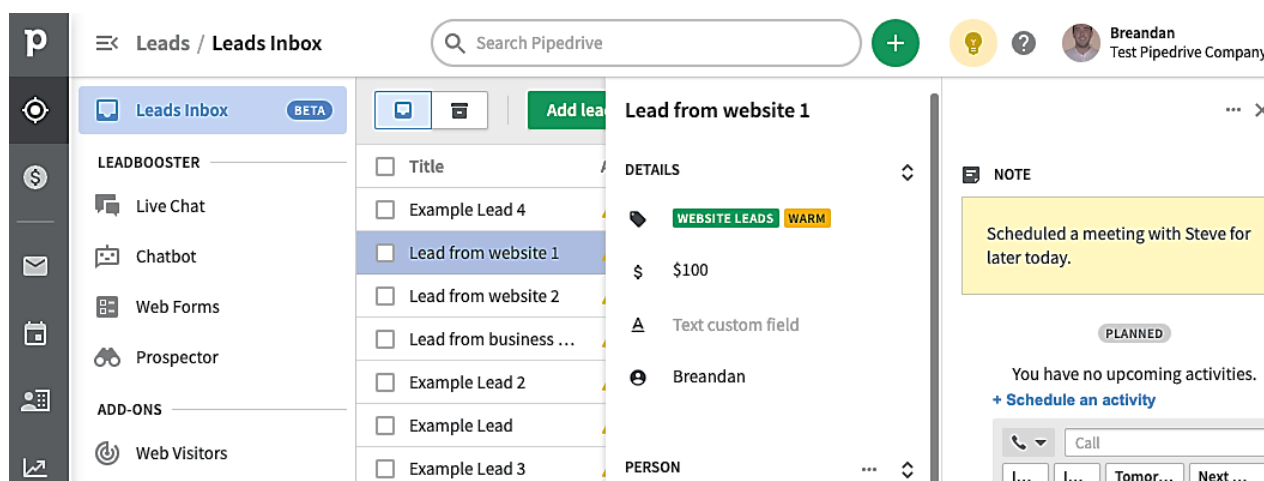 p
Leads / Leads Inbox
Search Pipedrive
Breandan
Test Pipedrive Company
Leads Inbox
BETA
LEADBOOSTER
Live Chat
Chatbot
Web Forms
Prospector
ADD-ONS
Web Visitors
Add lea
Title
Example Lead 4
Lead from website 1
Lead from website 2
Lead from business ...
Example Lead 2
Example Lead
Example Lead 3
Lead from website 1
DETAILS
WEBSITE LEADS WARM
$ $100
A Text custom field
Breandan
PERSON
NOTE
Scheduled a meeting with Steve for
later today.
PLANNED
You have no upcoming activities.
+ Schedule an activity
Call
I... I... Tomor... Next ...